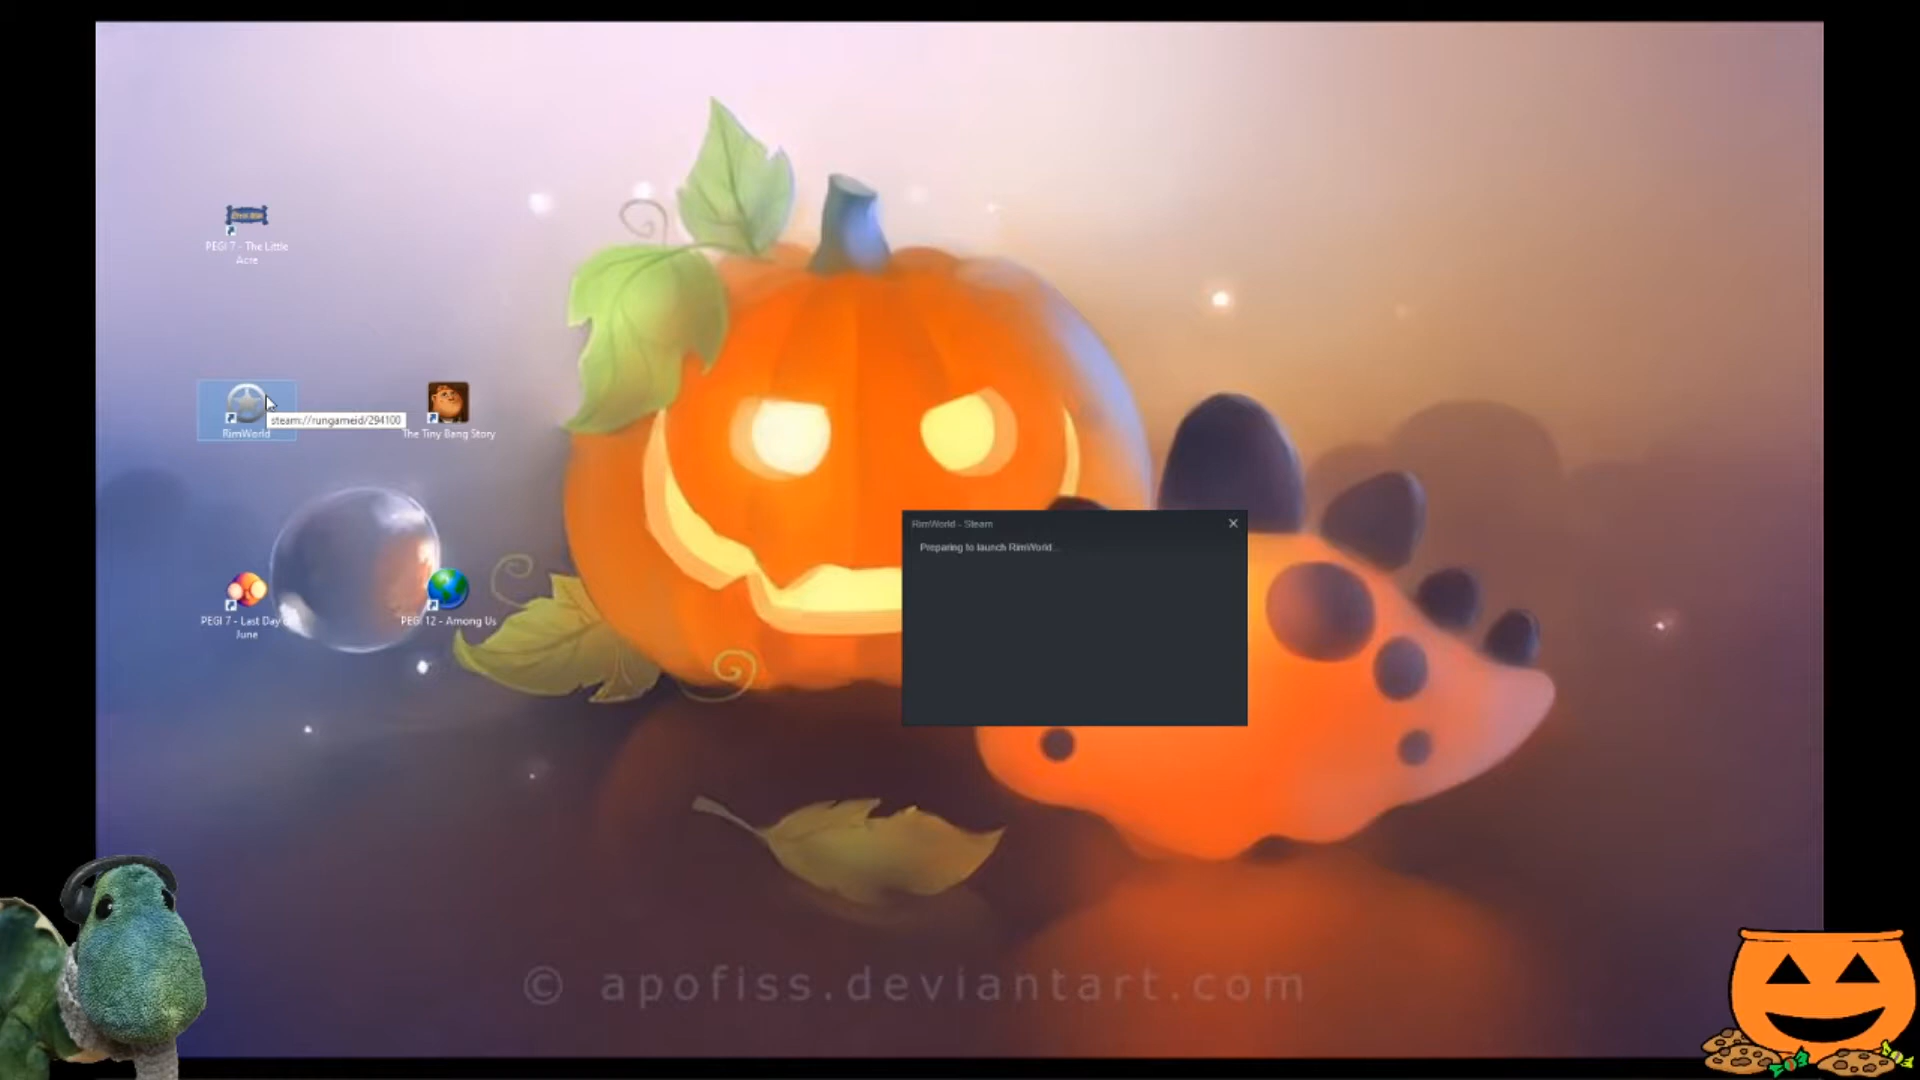 PEGI 7 - The Little
Acre
RimWorld
steam://rungameid/294100
The Tiny Bang Story
RimWorld - Steam
Preparing to launch RimWorld...
PEGI 7 - Last Day
June
PEGI 12 - Among Us
© apofiss.deviantart.com